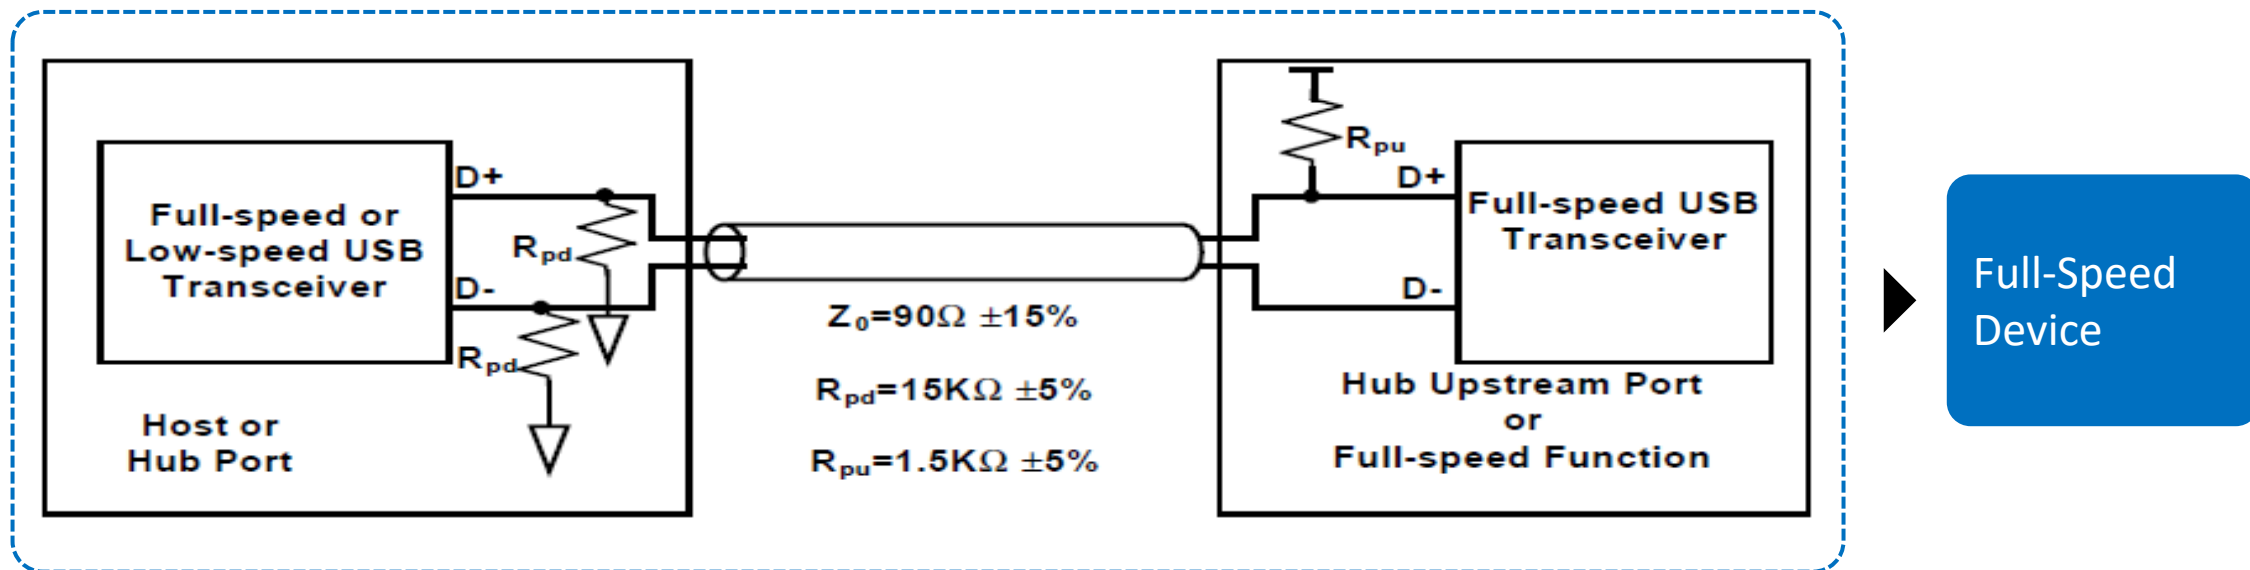 D+
Full-speed or
Low-speed USB
Transceiver
Rpd
D-
Rpd
Host or
Hub Port
Z0=90Ω ±15%
Rpd=15KΩ ±5%
Rpu=1.5KΩ ±5%
Rpu
D+
Full-speed USB
Transceiver
D-
Hub Upstream Port
or
Full-speed Function
Full-Speed
Device